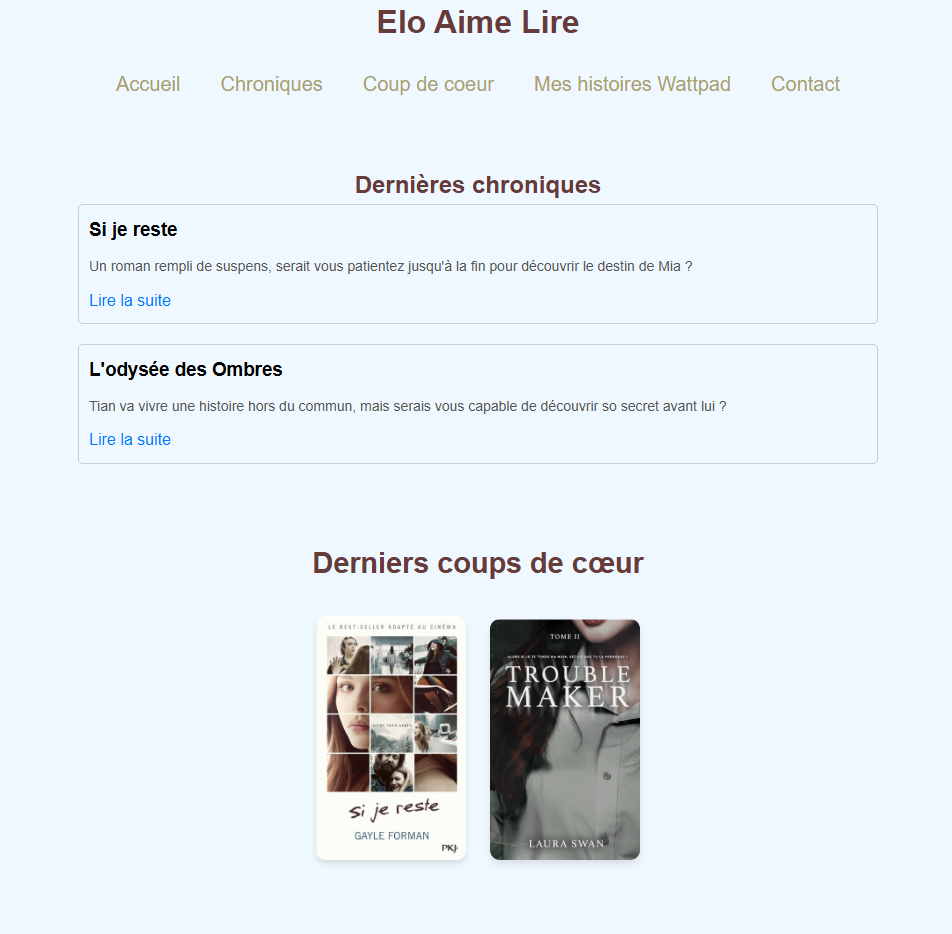 Elo Aime Lire
Accueil Chroniques Coup de coeur Mes histoires Wattpad Contact
Dernières chroniques
Si je reste
Un roman rempli de suspens, serait vous patientez jusqu'à la fin pour découvrir le destin de Mia ?
Lire la suite
L'odysée des Ombres
Tian va vivre une histoire hors du commun, mais serais vous capable de découvrir so secret avant lui ?
Lire la suite
Derniers coups de cœur
LE BEST-SELLER ADAPTÉ AU CINÉMA
si je reste
GAYLE FORMAN
PKJ
TOME II
TROUBLE
MAKER
LAURA SWAN